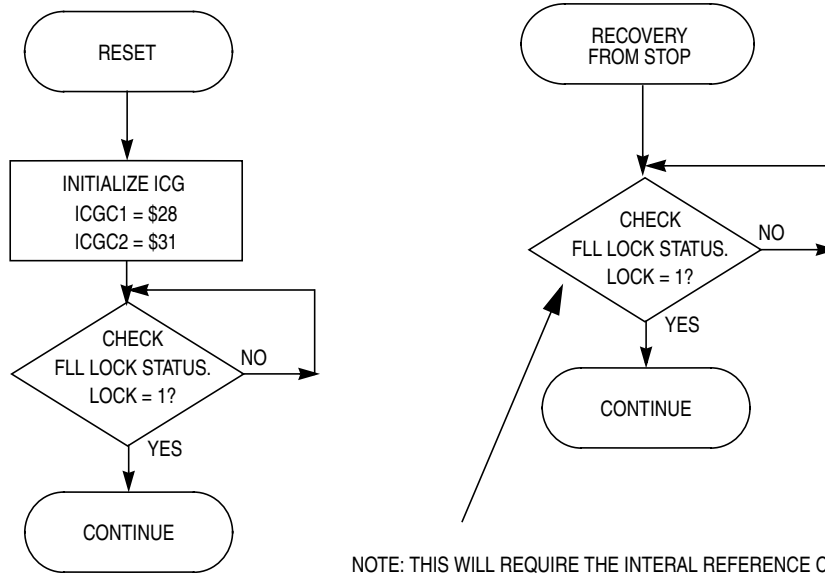 RESET
INITIALIZE ICG
ICGC1 = $28
ICGC2 = $31
CHECK
FLL LOCK STATUS.
LOCK = 1?
NO
YES
CONTINUE
RECOVERY
FROM STOP
CHECK
FLL LOCK STATUS.
LOCK = 1?
NO
YES
CONTINUE
NOTE: THIS WILL REQUIRE THE INTERAL REFERENCE